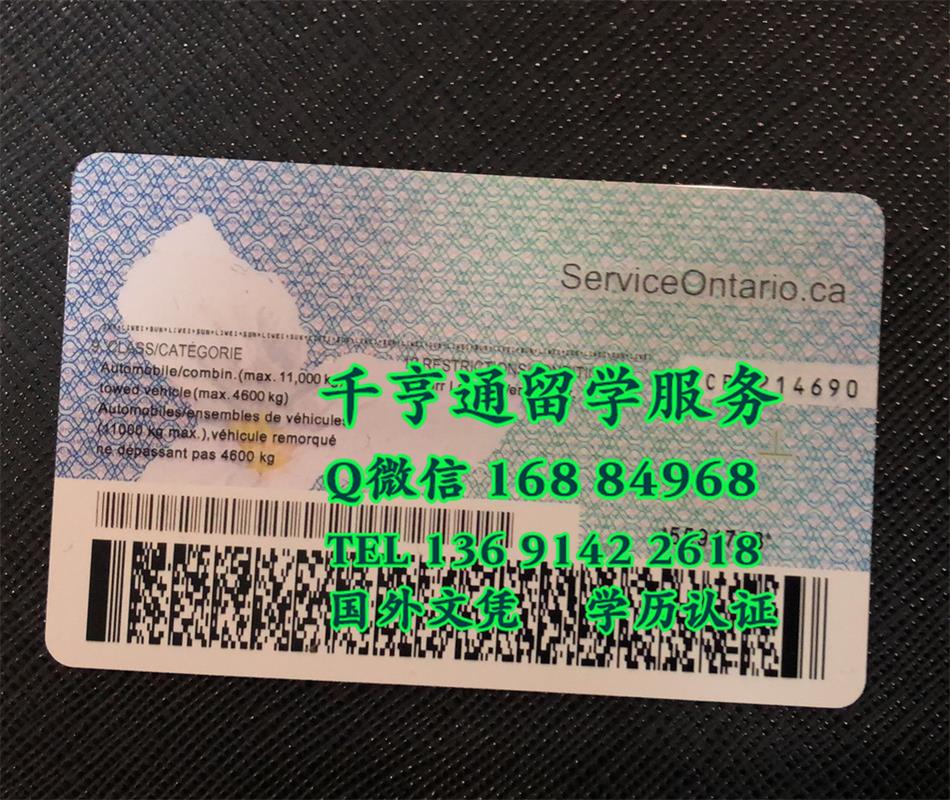 ServiceOntario.ca
CLASS/CATÉGORIE
RESTRICTIONS
14690
Automobile/combin.(max. 11,000
towed vehicle(max. 4600 kg)
Automobiles/ensembles de véhicules
(11000 kg max.),véhicule remorqué
ne dépassant pas 4600 kg
千亨通留学服务
Q微信 168 84968
TEL 136 9142 2618
国外文凭 学历认证